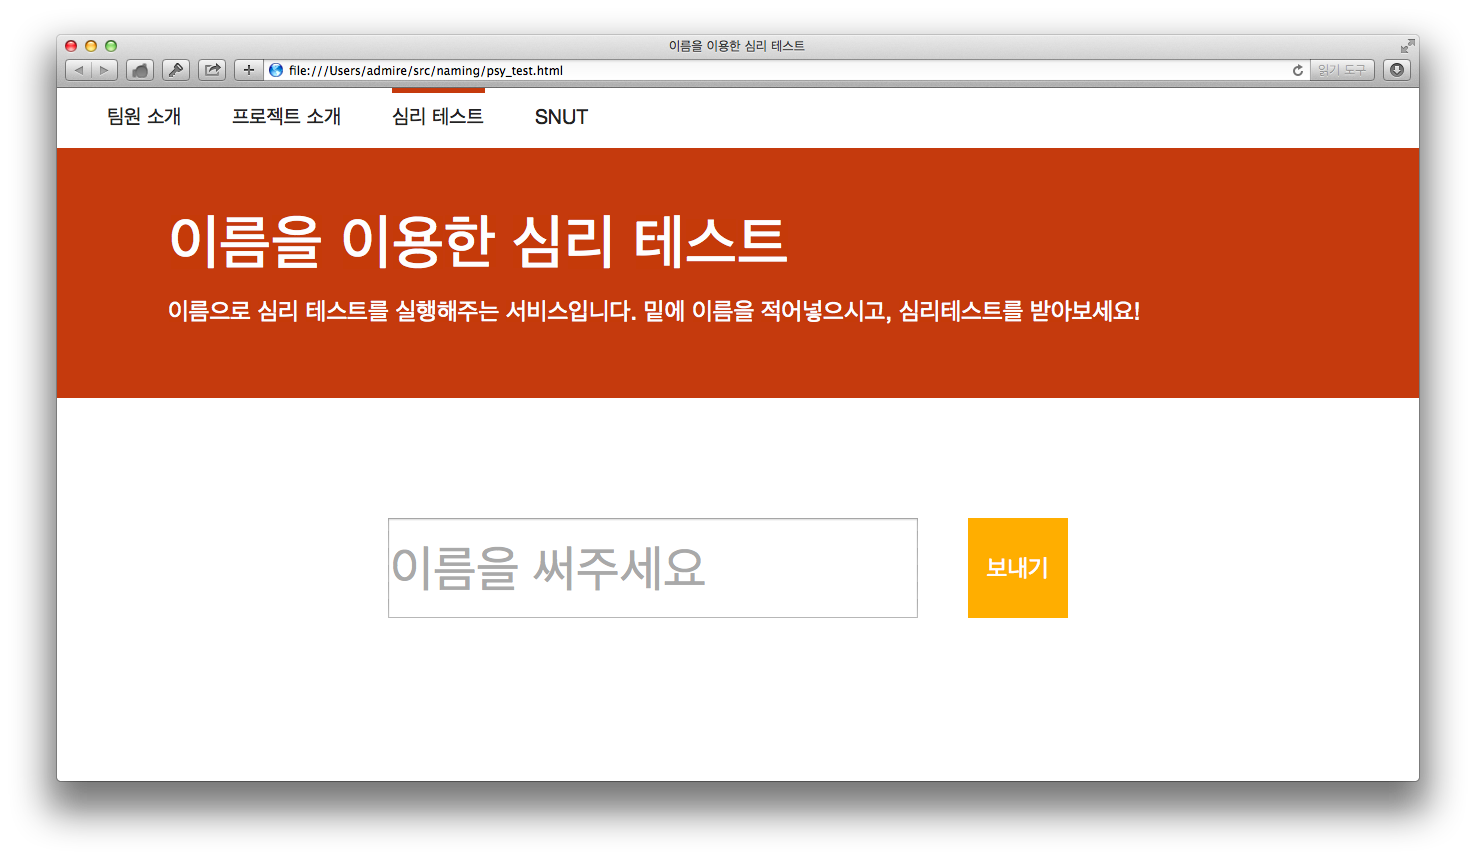 이름을 이용한 심리 테스트
file:///Users/admire/src/naming/psy_test.html
읽기 도구
팀원 소개
프로젝트 소개
심리 테스트
SNUT
이름을 이용한 심리 테스트
이름으로 심리 테스트를 실행해주는 서비스입니다. 밑에 이름을 적어넣으시고, 심리테스트를 받아보세요!
이름을 써주세요
보내기